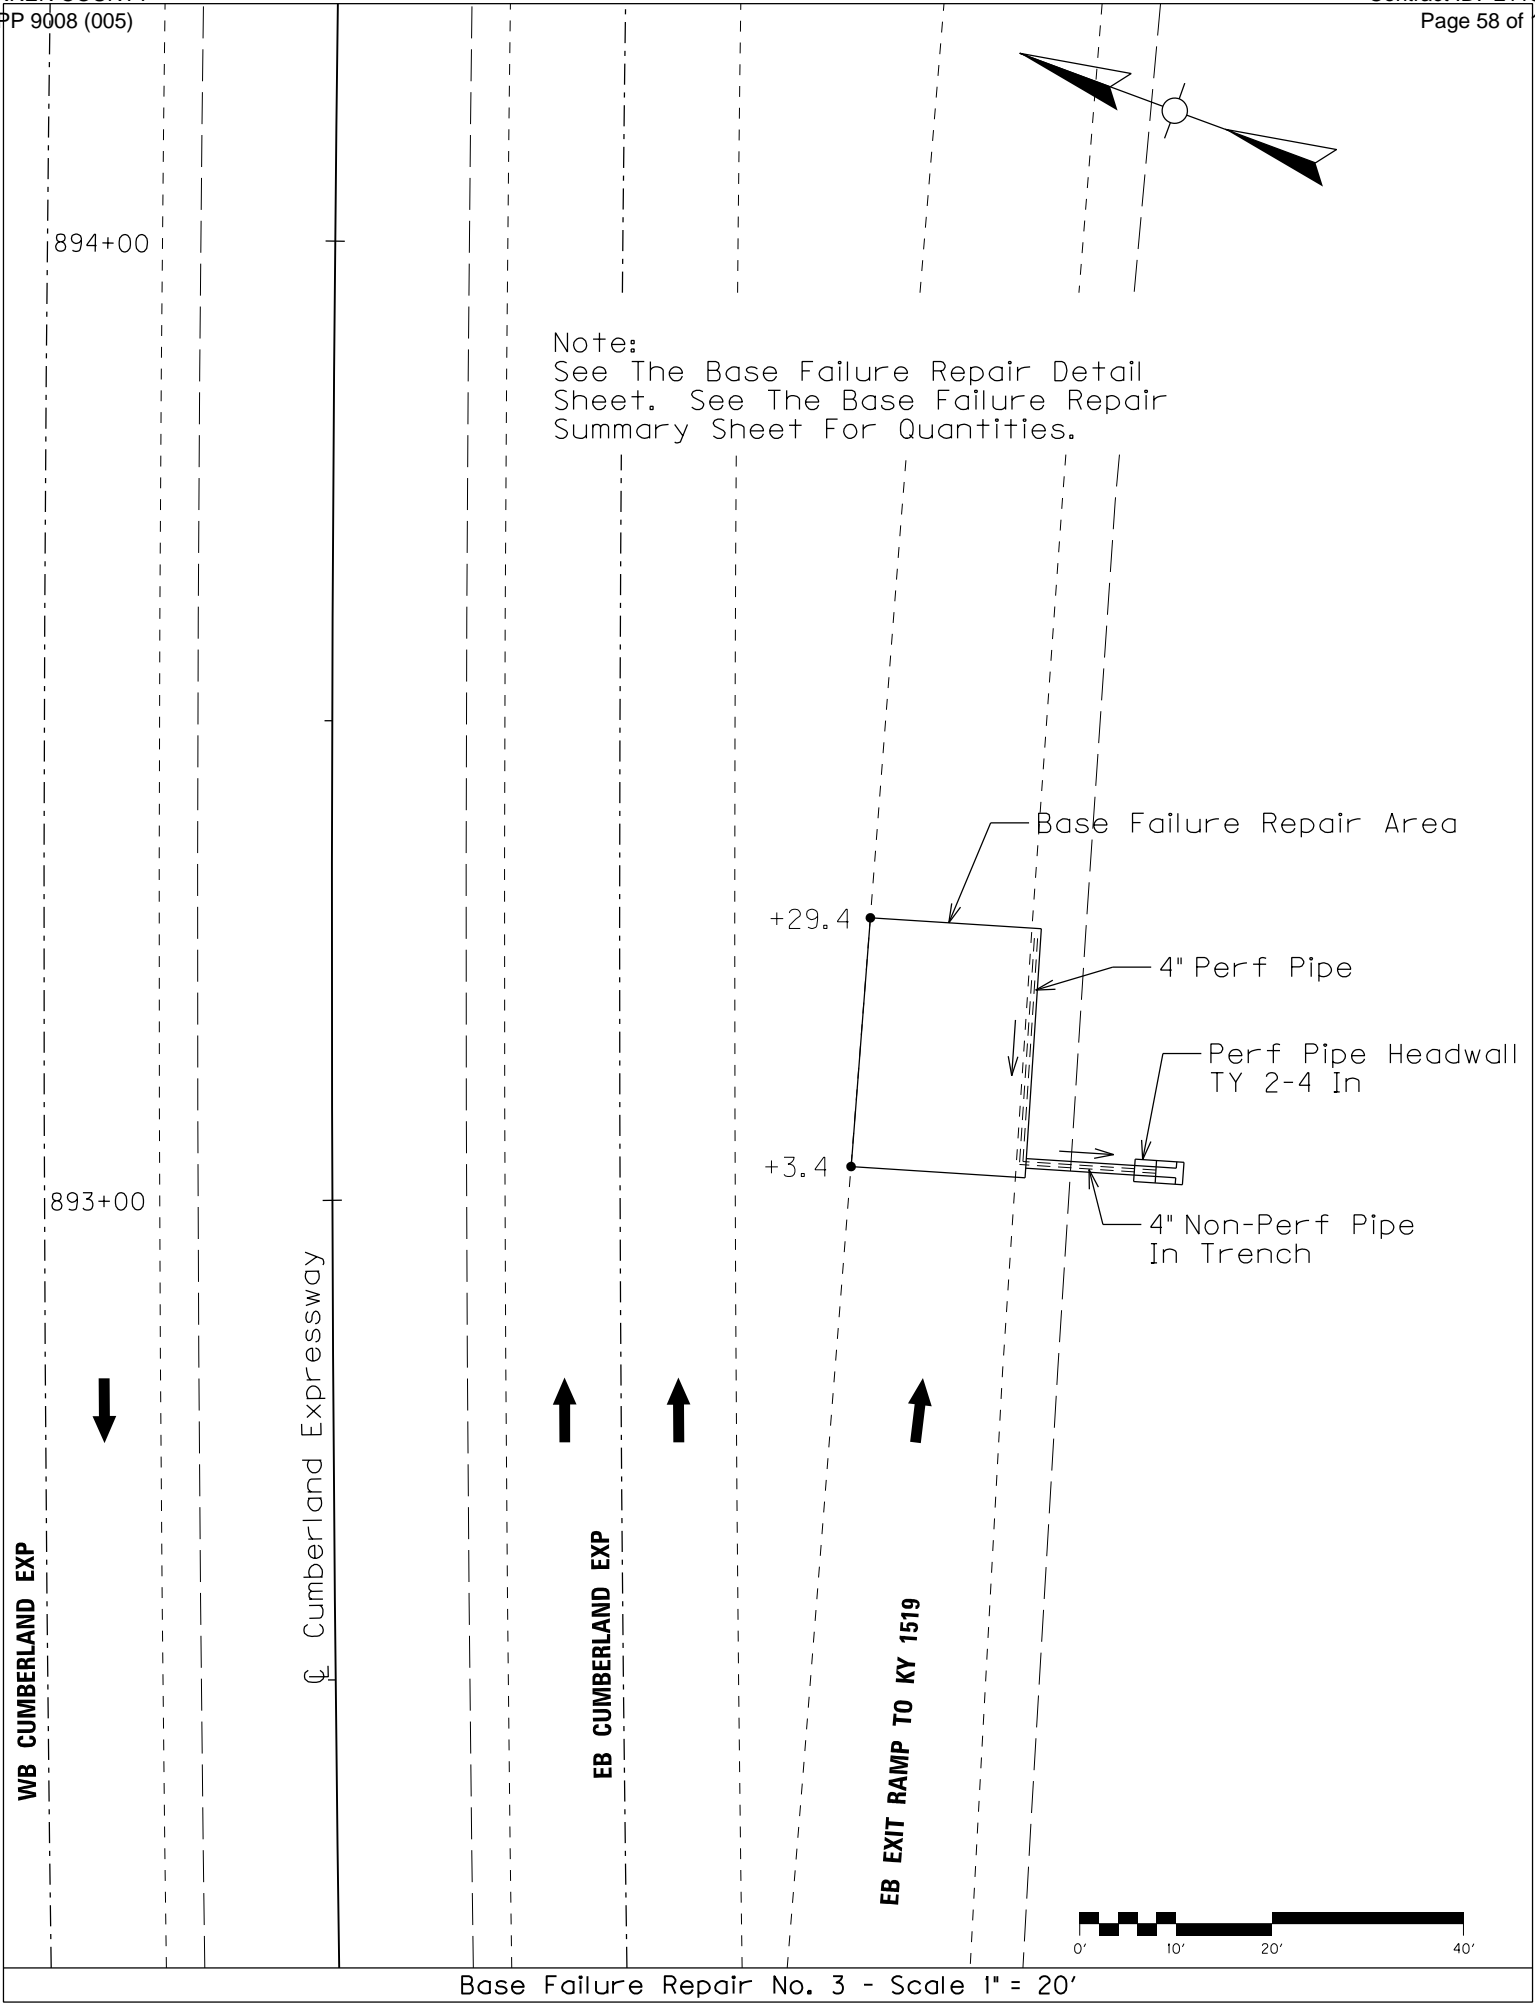 PP 9008 (005)
Page 58 of
894+00
Note:
See The Base Failure Repair Detail
Sheet. See The Base Failure Repair
Summary Sheet For Quantities.
Base Failure Repair Area
+29.4
4" Perf Pipe
Perf Pipe Headwall
TY 2-4 In
+3.4
893+00
4" Non-Perf Pipe
In Trench
℄ Cumberland Expressway
WB CUMBERLAND EXP
EB CUMBERLAND EXP
EB EXIT RAMP TO KY 1519
0' 10' 20' 40'
Base Failure Repair No. 3 - Scale 1" = 20'